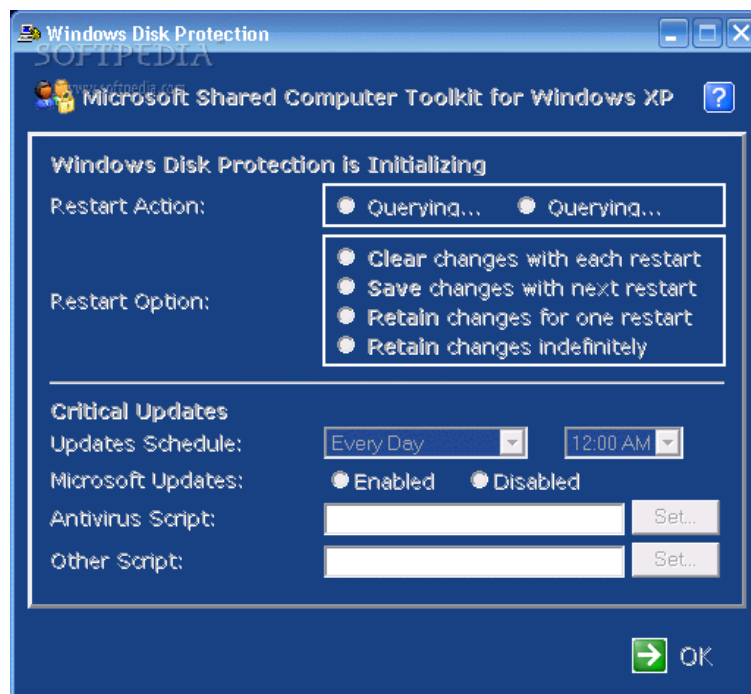 Windows Disk Protection
SOFTPEDIA
www.softpedia.com
Microsoft Shared Computer Toolkit for Windows XP
?
Windows Disk Protection is Initializing
Restart Action:
Querying... Querying...
Restart Option:
Clear changes with each restart
Save changes with next restart
Retain changes for one restart
Retain changes indefinitely
Critical Updates
Updates Schedule: Every Day 12:00 AM
Microsoft Updates: Enabled Disabled
Antivirus Script: Set...
Other Script: Set...
OK